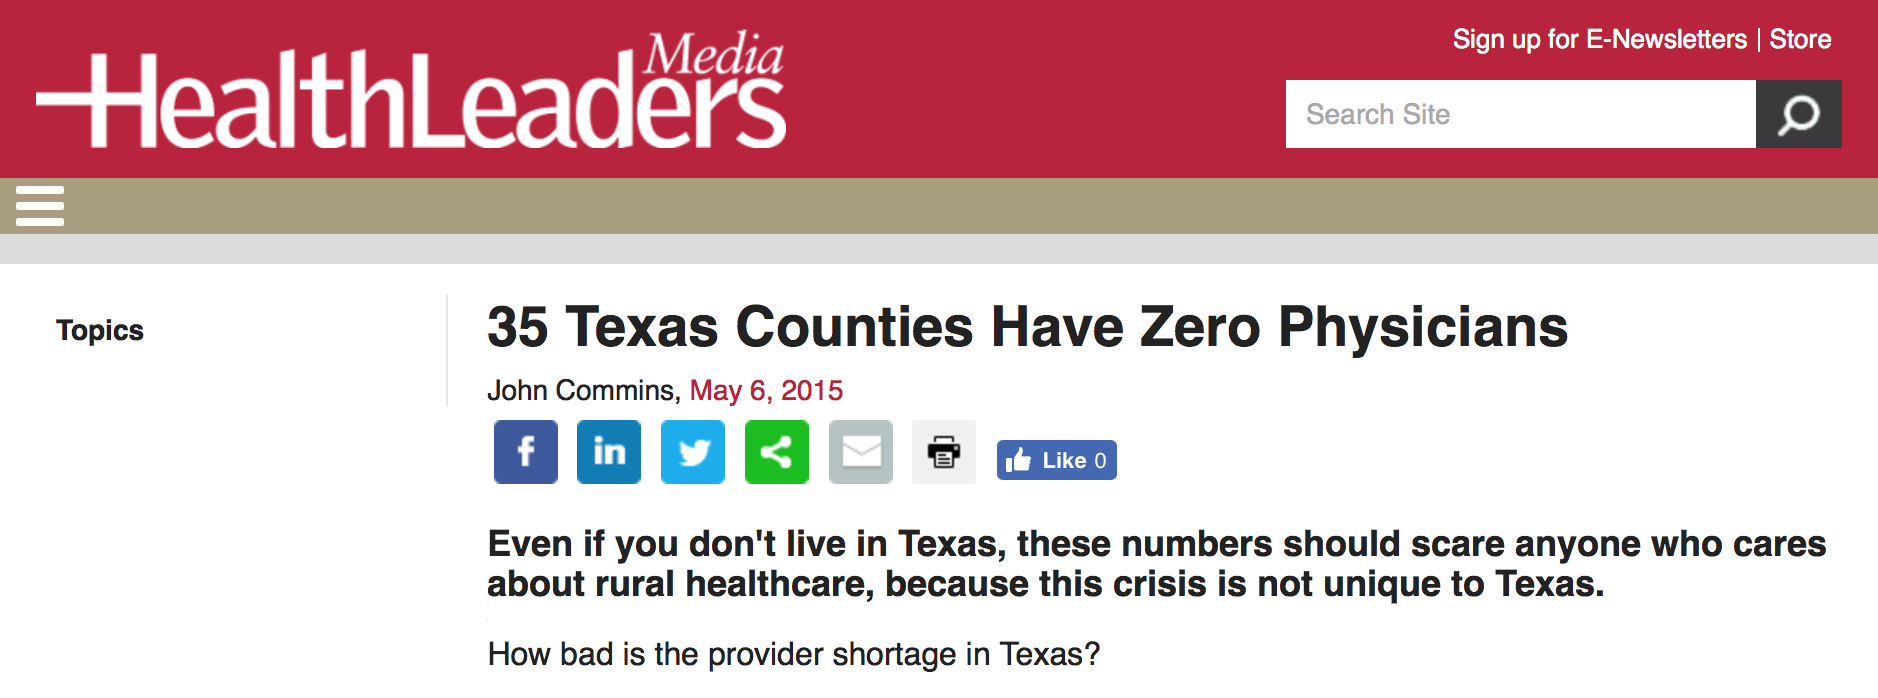 Sign up for E-Newsletters | Store
HealthLeaders Media
Search Site
Topics
35 Texas Counties Have Zero Physicians
John Commins, May 6, 2015
f
in
Like 0
Even if you don't live in Texas, these numbers should scare anyone who cares
about rural healthcare, because this crisis is not unique to Texas.
How bad is the provider shortage in Texas?